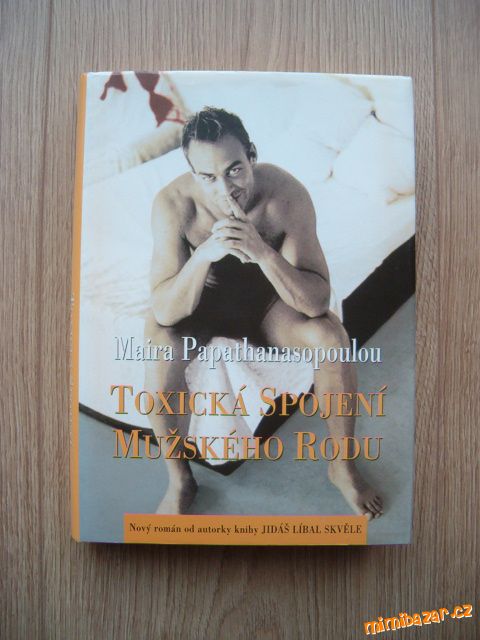 Maira Papathanasopoulou
TOXICKÁ SPOJENÍ
MUŽSKÉHO RODU
Nový román od autorky knihy JIDÁŠ LÍBAL SKVĚLE
mimibazar.cz